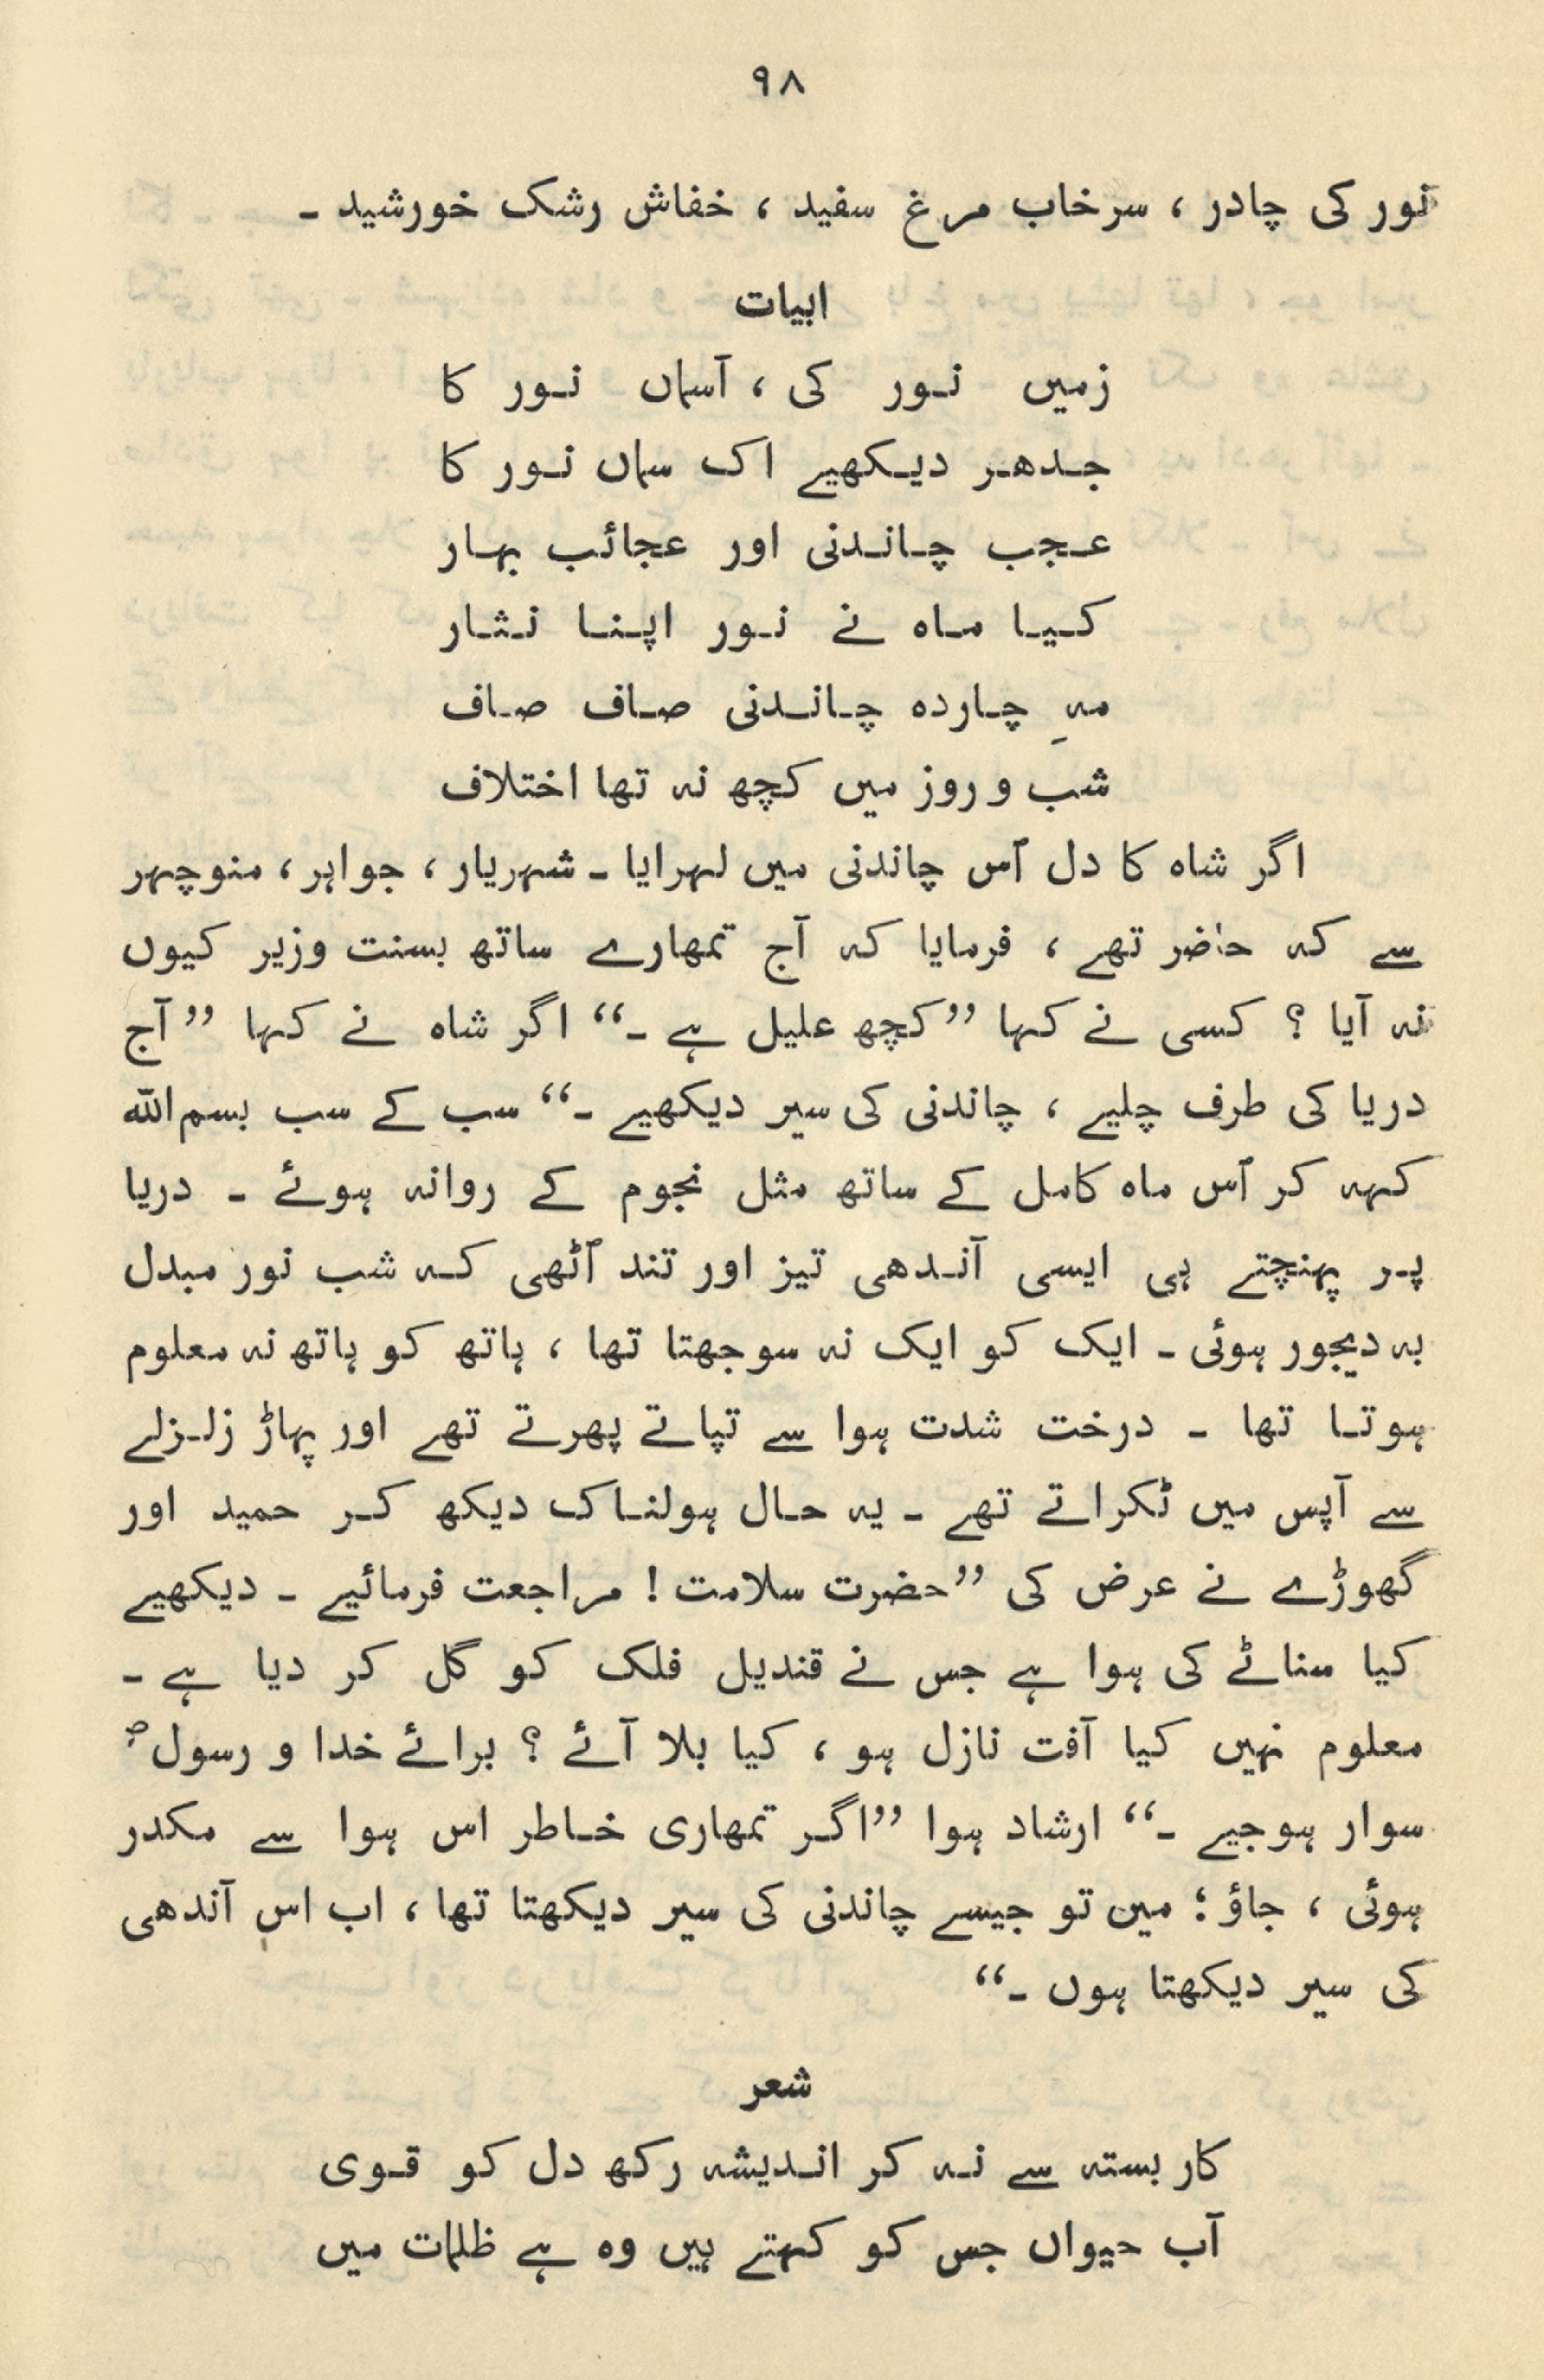 ۹۸
نور کی چادر ، سرخاب مرغ سفید ، خفاش رشک خورشید ۔
ابیات
زمیں نور کی ، آسماں نور کا
جدھر دیکھیے اک سماں نور کا
عجب چاندنی اور عجائب بہار
کیا ماہ نے نور اپنا نثار
مہِ چاردہ چاندنی صاف صاف
شب و روز میں کچھ نہ تھا اختلاف
اگر شاہ کا دل اُس چاندنی میں لہرایا ۔ شہریار ، جواہر ، منوچہر
سے کہ حاضر تھے ، فرمایا کہ آج تمھارے ساتھ بسنت وزیر کیوں
نہ آیا ؟ کسی نے کہا ”کچھ علیل ہے ۔“ اگر شاہ نے کہا ”آج
دریا کی طرف چلیے ، چاندنی کی سیر دیکھیے ۔“ سب کے سب بسم اللہ
کہہ کر اُس ماہ کامل کے ساتھ مثل نجوم کے روانہ ہوئے ۔ دریا
پر پہنچتے ہی ایسی آندھی تیز اور تند اُٹھی کہ شب نور مبدل
بہ دیجور ہوئی ۔ ایک کو ایک نہ سوجھتا تھا ، ہاتھ کو ہاتھ نہ معلوم
ہوتا تھا ۔ درخت شدت ہوا سے تپاتے پھرتے تھے اور پہاڑ زلزلے
سے آپس میں ٹکراتے تھے ۔ یہ حال ہولناک دیکھ کر حمید اور
گھوڑے نے عرض کی ”حضرت سلامت ! مراجعت فرمائیے ۔ دیکھیے
کیا سناٹے کی ہوا ہے جس نے قندیل فلک کو گل کر دیا ہے ۔
معلوم نہیں کیا آفت نازل ہو ، کیا بلا آئے ؟ برائے خدا و رسولؐ
سوار ہوجیے ۔“ ارشاد ہوا ”اگر تمھاری خاطر اس ہوا سے مکدر
ہوئی ، جاؤ ؛ میں تو جیسے چاندنی کی سیر دیکھتا تھا ، اب اس آندھی
کی سیر دیکھتا ہوں ۔“
شعر
کار بستہ سے نہ کر اندیشہ رکھ دل کو قوی
آب حیواں جس کو کہتے ہیں وہ ہے ظلمات میں